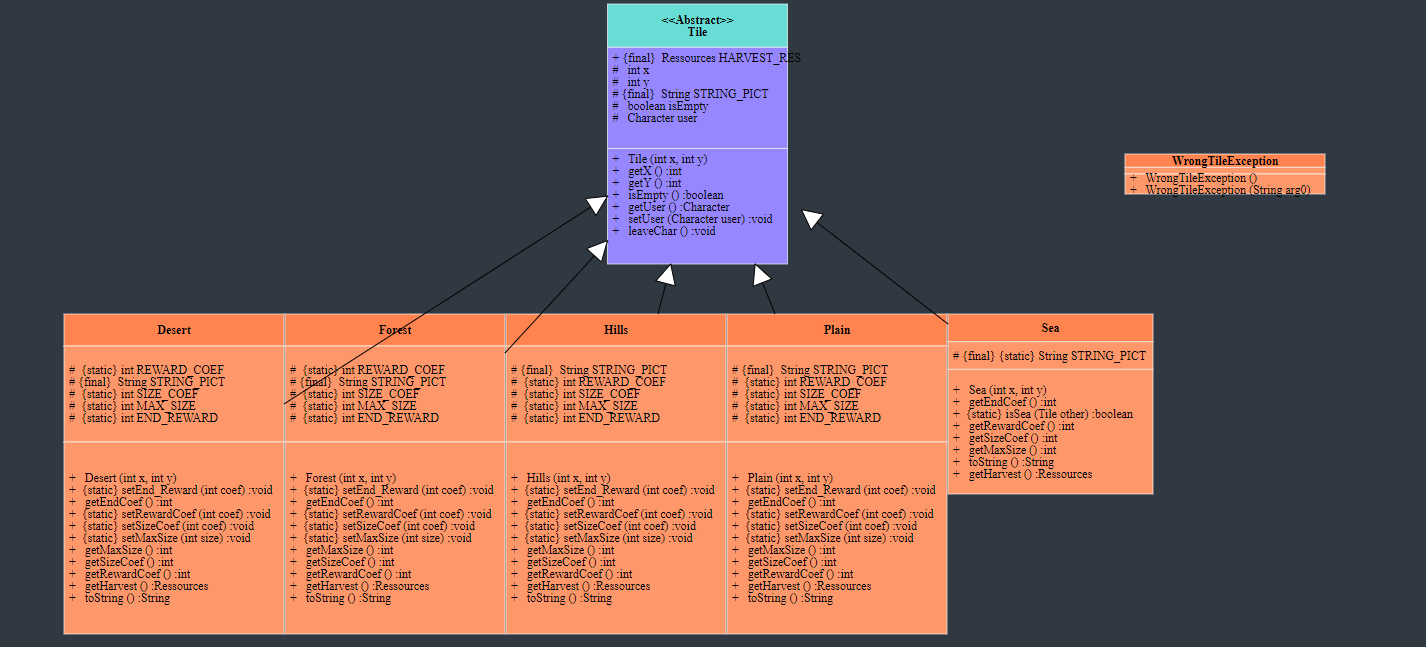 <<Abstract>>
Tile
+ {final} Ressources HARVEST_RES
# int x
# int y
# {final} String STRING_PICT
# boolean isEmpty
# Character user
+ Tile (int x, int y)
+ getX () :int
+ getY () :int
+ isEmpty () :boolean
+ getUser () :Character
+ setUser (Character user) :void
+ leaveChar () :void
WrongTileException
+ WrongTileException ()
+ WrongTileException (String arg0)
Desert
# {static} int REWARD_COEF
# {final} String STRING_PICT
# {static} int SIZE_COEF
# {static} int MAX_SIZE
# {static} int END_REWARD
+ Desert (int x, int y)
+ {static} setEnd_Reward (int coef) :void
+ getEndCoef () :int
+ {static} setRewardCoef (int coef) :void
+ {static} setSizeCoef (int coef) :void
+ {static} setMaxSize (int size) :void
+ getMaxSize () :int
+ getSizeCoef () :int
+ getRewardCoef () :int
+ getHarvest () :Ressources
+ toString () :String
Forest
# {static} int REWARD_COEF
# {final} String STRING_PICT
# {static} int SIZE_COEF
# {static} int MAX_SIZE
# {static} int END_REWARD
+ Forest (int x, int y)
+ {static} setEnd_Reward (int coef) :void
+ getEndCoef () :int
+ {static} setRewardCoef (int coef) :void
+ {static} setSizeCoef (int coef) :void
+ {static} setMaxSize (int size) :void
+ getMaxSize () :int
+ getSizeCoef () :int
+ getRewardCoef () :int
+ getHarvest () :Ressources
+ toString () :String
Hills
# {final} String STRING_PICT
# {static} int REWARD_COEF
# {static} int SIZE_COEF
# {static} int MAX_SIZE
# {static} int END_REWARD
+ Hills (int x, int y)
+ {static} setEnd_Reward (int coef) :void
+ getEndCoef () :int
+ {static} setRewardCoef (int coef) :void
+ {static} setSizeCoef (int coef) :void
+ {static} setMaxSize (int size) :void
+ getMaxSize () :int
+ getSizeCoef () :int
+ getRewardCoef () :int
+ getHarvest () :Ressources
+ toString () :String
Plain
# {final} String STRING_PICT
# {static} int REWARD_COEF
# {static} int SIZE_COEF
# {static} int MAX_SIZE
# {static} int END_REWARD
+ Plain (int x, int y)
+ {static} setEnd_Reward (int coef) :void
+ getEndCoef () :int
+ {static} setRewardCoef (int coef) :void
+ {static} setSizeCoef (int coef) :void
+ {static} setMaxSize (int size) :void
+ getMaxSize () :int
+ getSizeCoef () :int
+ getRewardCoef () :int
+ getHarvest () :Ressources
+ toString () :String
Sea
# {final} {static} String STRING_PICT
+ Sea (int x, int y)
+ getEndCoef () :int
+ {static} isSea (Tile other) :boolean
+ getRewardCoef () :int
+ getSizeCoef () :int
+ getMaxSize () :int
+ toString () :String
+ getHarvest () :Ressources